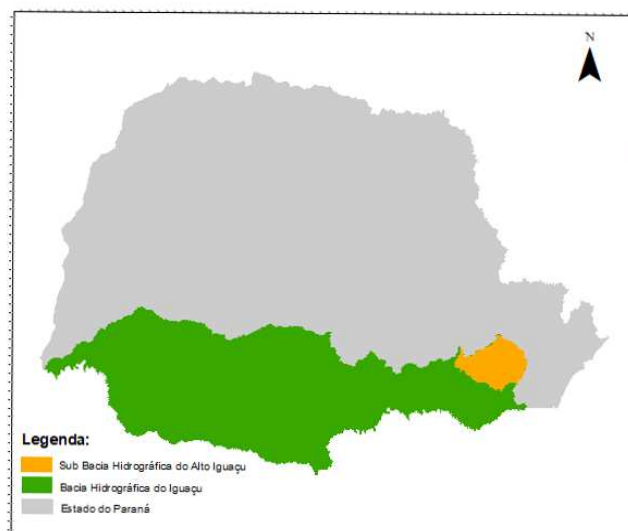 N
Legenda:
Sub Bacia Hidrográfica do Alto Iguaçu
Bacia Hidrográfica do Iguaçu
Estado do Paraná